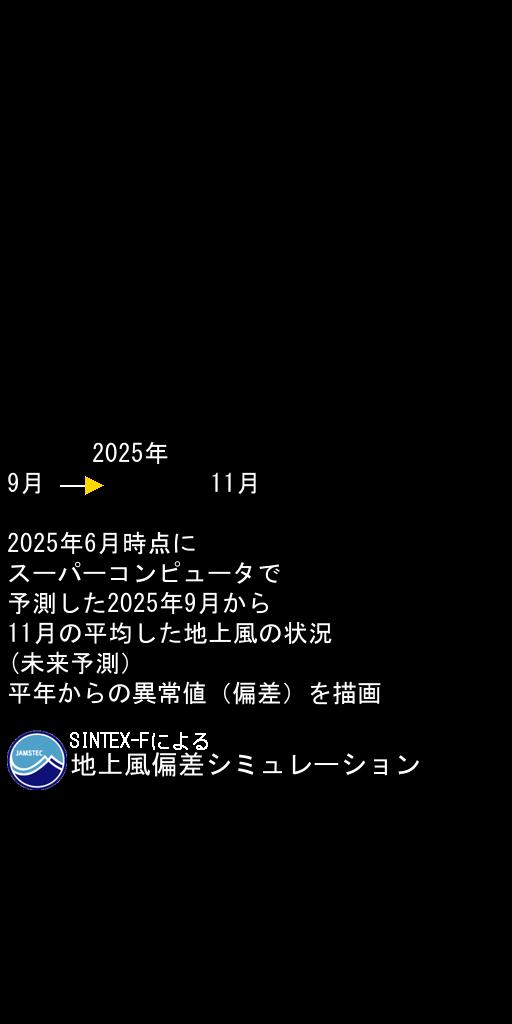 2025年
9月 11月
2025年6月時点に
スーパーコンピュータで
予測した2025年9月から
11月の平均した地上風の状況
(未来予測)
平年からの異常値（偏差）を描画
SINTEX-Fによる
JAMSTEC
地上風偏差シミュレーション